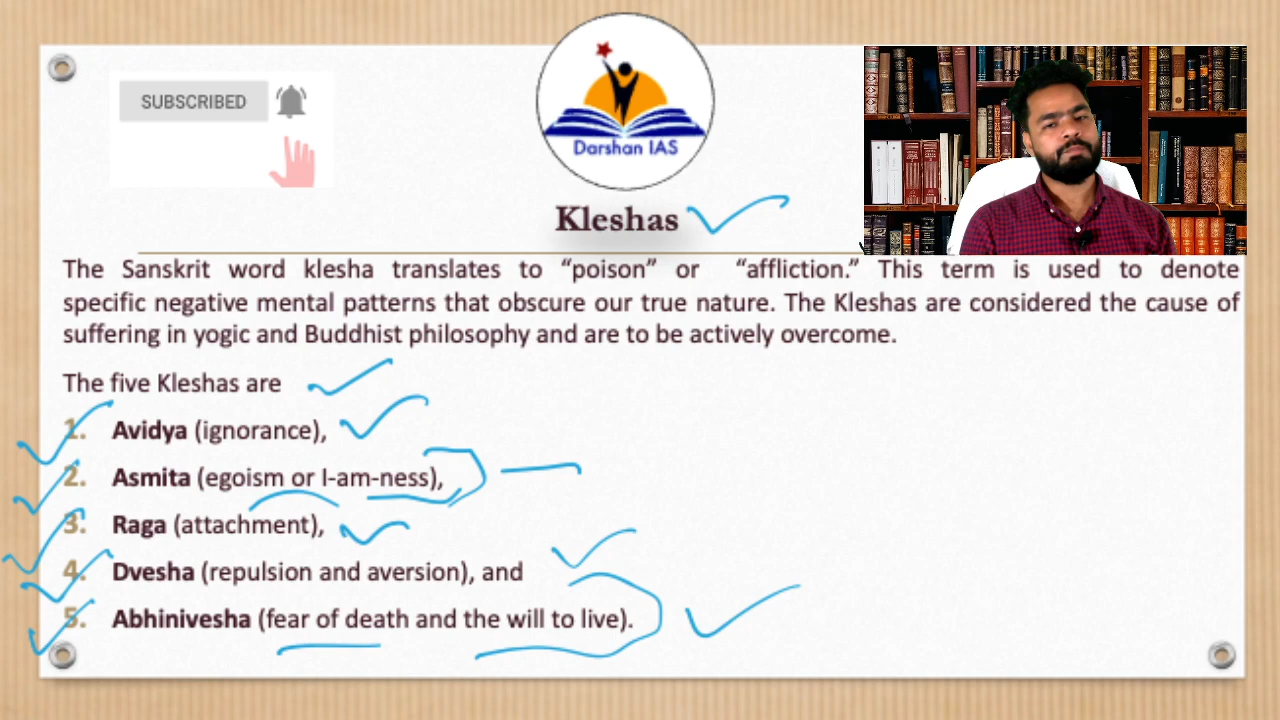 SUBSCRIBED
Darshan IAS
Kleshas
The Sanskrit word klesha translates to “poison” or “affliction.” This term is used to denote
specific negative mental patterns that obscure our true nature. The Kleshas are considered the cause of
suffering in yogic and Buddhist philosophy and are to be actively overcome.
The five Kleshas are
1. Avidya (ignorance),
2. Asmita (egoism or I-am-ness),
3. Raga (attachment),
4. Dvesha (repulsion and aversion), and
5. Abhinivesha (fear of death and the will to live).